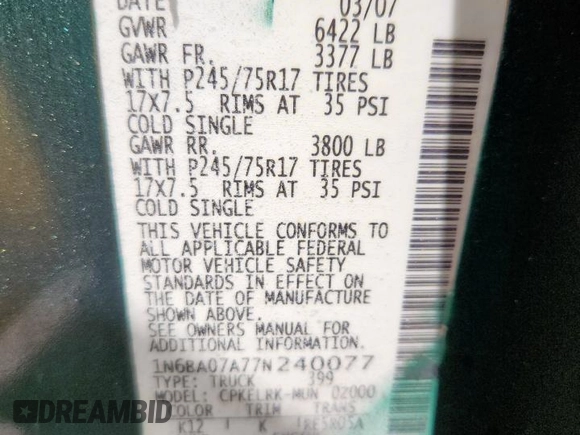 DATE 03/07
GVWR 6422 LB
GAWR FR. 3377 LB
WITH P245/75R17 TIRES
17X7.5 RIMS AT 35 PSI
COLD SINGLE
GAWR RR. 3800 LB
WITH P245/75R17 TIRES
17X7.5 RIMS AT 35 PSI
COLD SINGLE
THIS VEHICLE CONFORMS TO
ALL APPLICABLE FEDERAL
MOTOR VEHICLE SAFETY
STANDARDS IN EFFECT ON
THE DATE OF MANUFACTURE
SHOWN ABOVE.
SEE OWNERS MANUAL FOR
ADDITIONAL INFORMATION.
1N6BA07A77N240077
TYPE: TRUCK 399
MODEL: CPKELRK-MUN 02000
COLOR TRIM TRANS
K12 K RE5R05A
DREAMBID